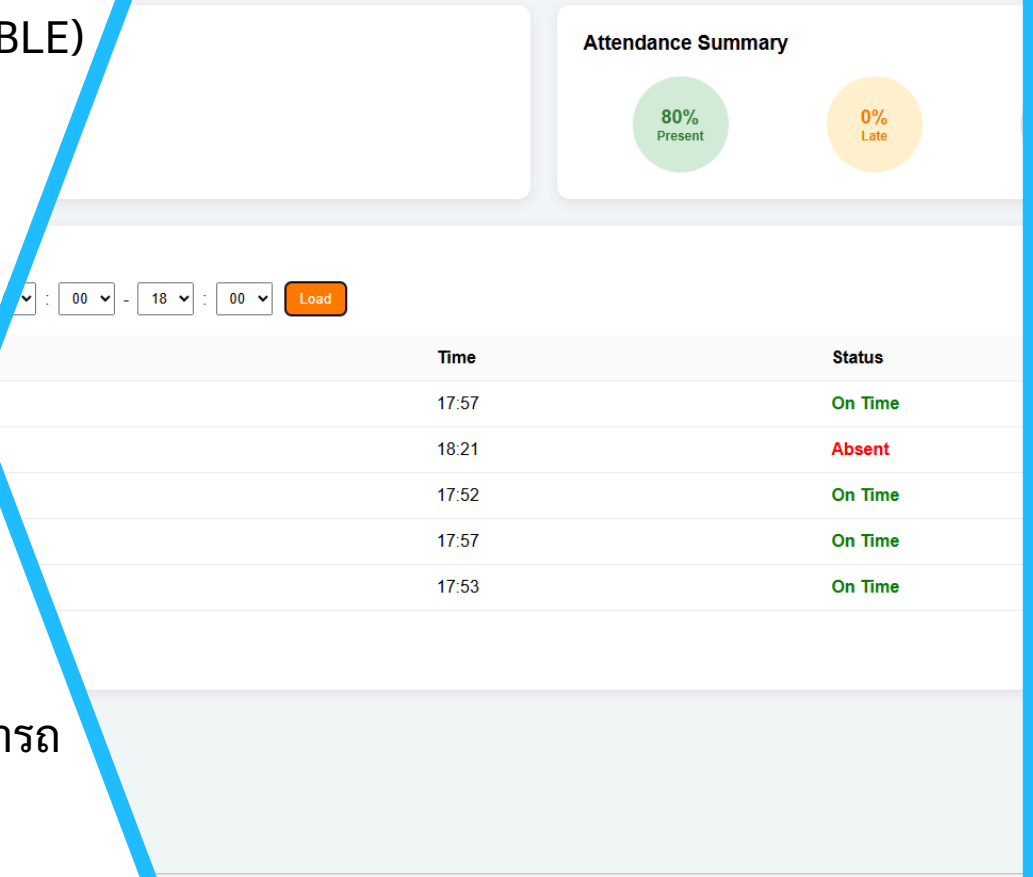 BLE)
Attendance Summary
80%
Present
0%
Late
: 00 - 18 : 00 Load
Time Status
17:57 On Time
18:21 Absent
17:52 On Time
17:57 On Time
17:53 On Time
ารถ